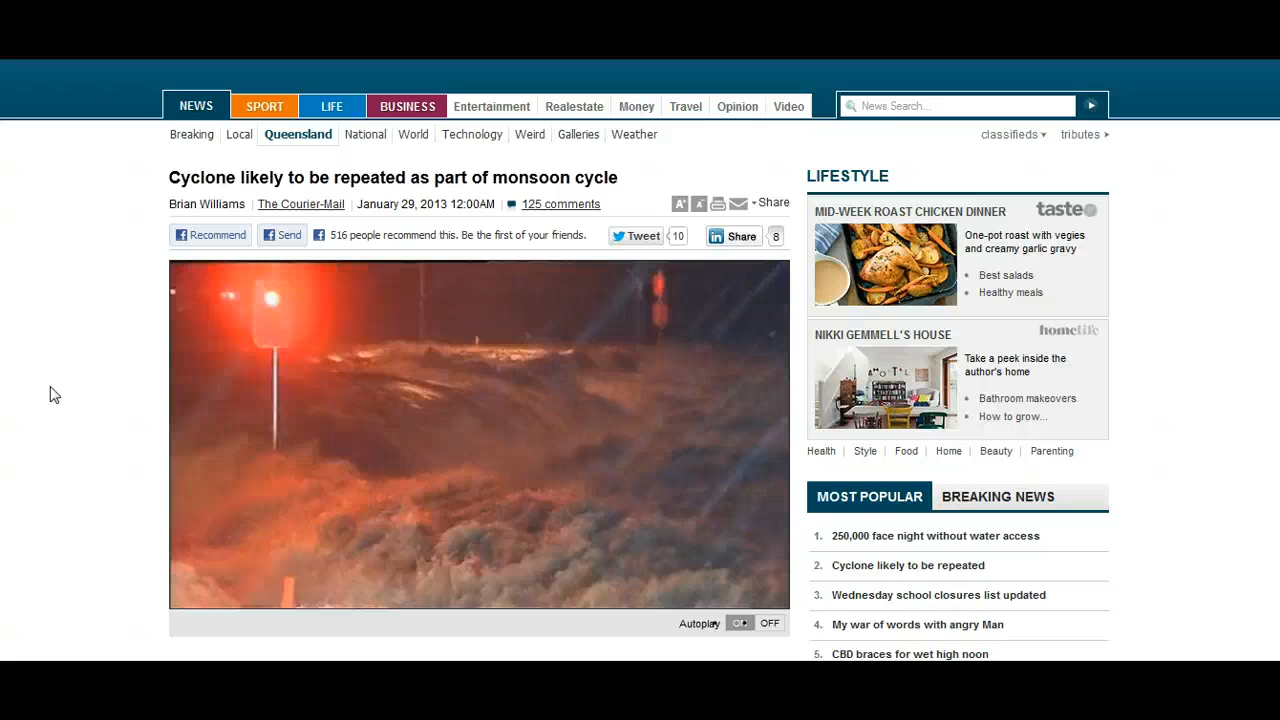 NEWS SPORT LIFE BUSINESS Entertainment Realestate Money Travel Opinion Video News Search...
Breaking Local Queensland National World Technology Weird Galleries Weather classifieds tributes
Cyclone likely to be repeated as part of monsoon cycle
Brian Williams The Courier-Mail January 29, 2013 12:00AM 125 comments A+ A- Share
Recommend Send 516 people recommend this. Be the first of your friends. Tweet 10 Share 8
Autoplay ON OFF
LIFESTYLE
MID-WEEK ROAST CHICKEN DINNER taste
One-pot roast with vegies
and creamy garlic gravy
Best salads
Healthy meals
NIKKI GEMMELL'S HOUSE homelife
Take a peek inside the
author's home
Bathroom makeovers
How to grow...
Health Style Food Home Beauty Parenting
MOST POPULAR BREAKING NEWS
1. 250,000 face night without water access
2. Cyclone likely to be repeated
3. Wednesday school closures list updated
4. My war of words with angry Man
5. CBD braces for wet high noon